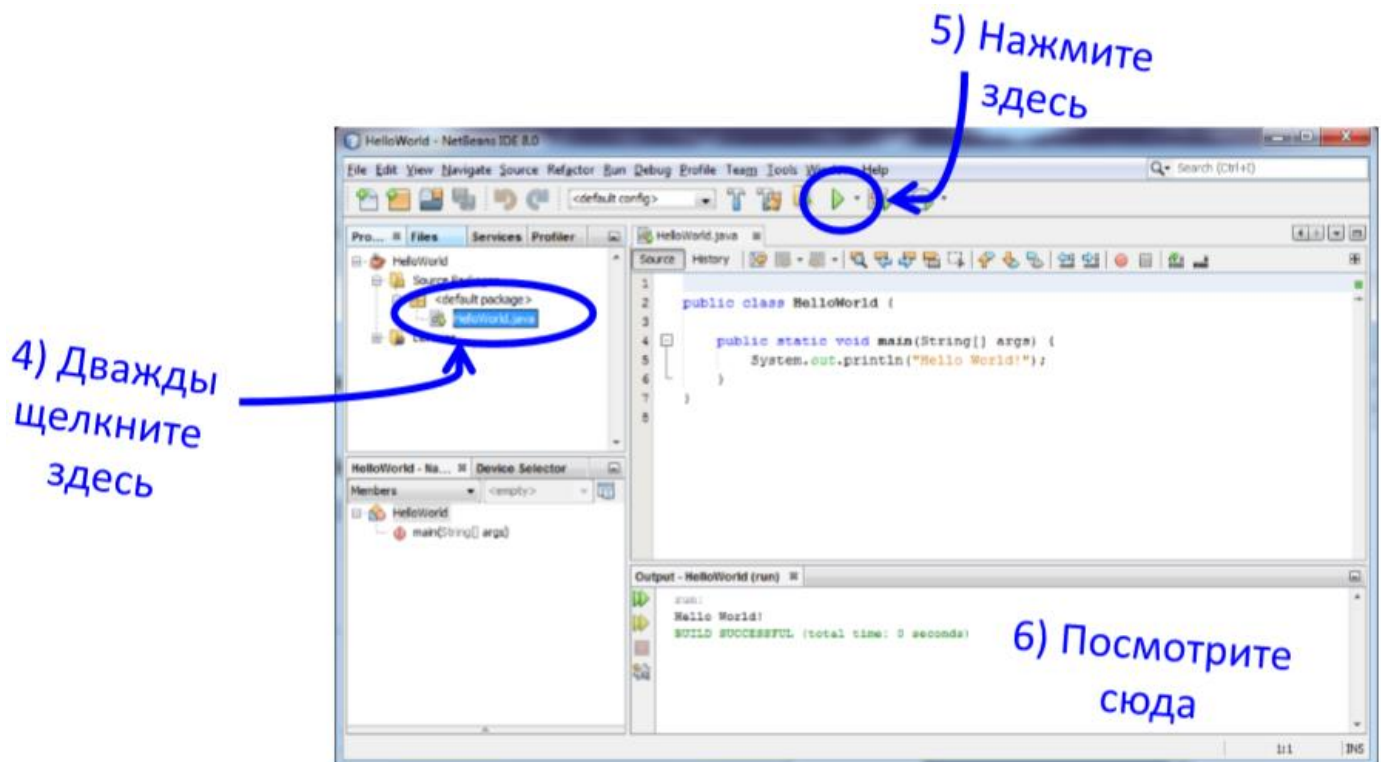 5) Нажмите
здесь
HelloWorld - NetBeans IDE 8.0
File Edit View Navigate Source Refactor Run Debug Profile Team Tools Help
Search (Ctrl+I)
<default config>
Pro... Files Services Profiler
HelloWorld.java
HelloWorld
Source Packages
<default package>
HelloWorld.java
Source History
1
2 public class HelloWorld {
3
4 public static void main(String[] args) {
5 System.out.println("Hello World!");
6 }
7 }
8
4) Дважды
щелкните
здесь
HelloWorld - Na... Device Selector
Members <empty>
HelloWorld
main(String[] args)
Output - HelloWorld (run)
run:
Hello World!
BUILD SUCCESSFUL (total time: 0 seconds)
6) Посмотрите
сюда
1:1 INS